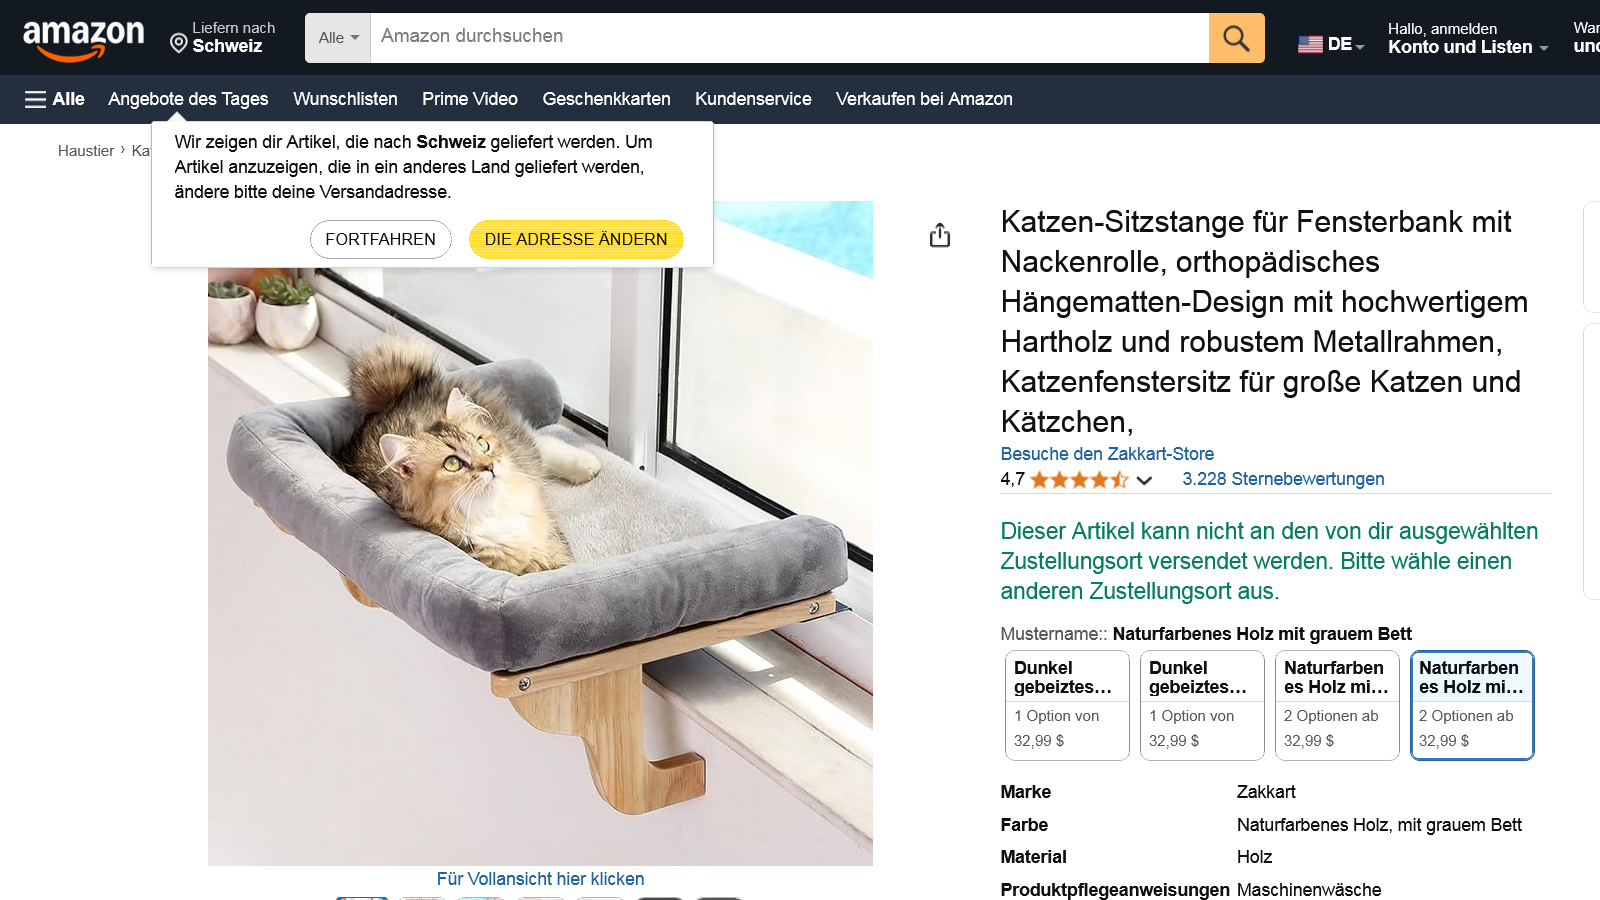 amazon
Liefern nach
Schweiz
Alle
Amazon durchsuchen
DE
Hallo, anmelden
Konto und Listen
Alle
Angebote des Tages
Wunschlisten
Prime Video
Geschenkkarten
Kundenservice
Verkaufen bei Amazon
Wir zeigen dir Artikel, die nach Schweiz geliefert werden. Um
Artikel anzuzeigen, die in ein anderes Land geliefert werden,
ändere bitte deine Versandadresse.
FORTFAHREN
DIE ADRESSE ÄNDERN
Haustier ›
Für Vollansicht hier klicken
Katzen-Sitzstange für Fensterbank mit
Nackenrolle, orthopädisches
Hängematten-Design mit hochwertigem
Hartholz und robustem Metallrahmen,
Katzenfenstersitz für große Katzen und
Kätzchen,
Besuche den Zakkart-Store
4,7
3.228 Sternebewertungen
Dieser Artikel kann nicht an den von dir ausgewählten
Zustellungsort versendet werden. Bitte wähle einen
anderen Zustellungsort aus.
Mustername:: Naturfarbenes Holz mit grauem Bett
Dunkel
gebeiztes…
1 Option von
32,99 $
Dunkel
gebeiztes…
1 Option von
32,99 $
Naturfarben
es Holz mi…
2 Optionen ab
32,99 $
Naturfarben
es Holz mi…
2 Optionen ab
32,99 $
Marke Zakkart
Farbe Naturfarbenes Holz, mit grauem Bett
Material Holz
Produktpflegeanweisungen Maschinenwäsche